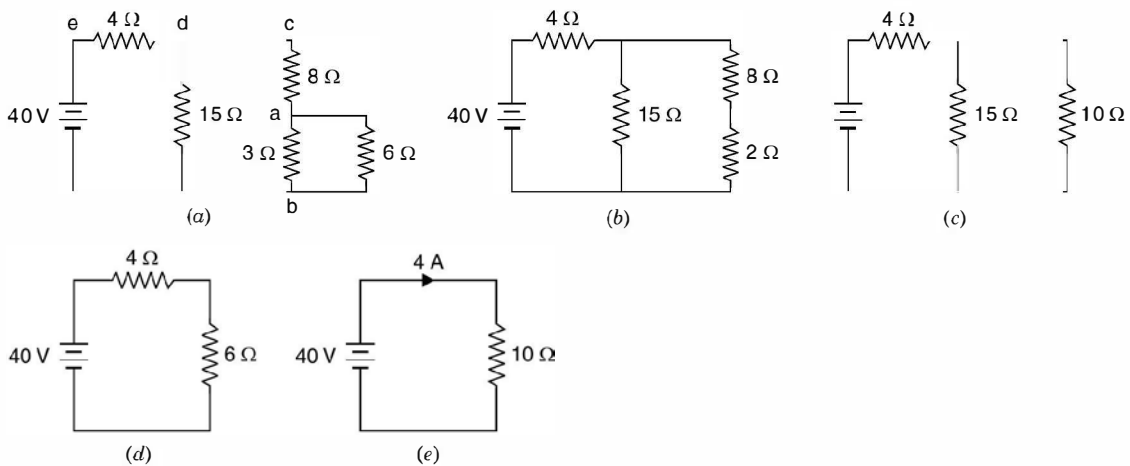 e 4 Ω d c 4 Ω 4 Ω
8 Ω 8 Ω
40 V 15 Ω a 40 V 15 Ω 15 Ω 10 Ω
3 Ω 6 Ω 2 Ω
b
(a) (b) (c)
4 Ω 4 A
40 V 6 Ω 40 V 10 Ω
(d) (e)